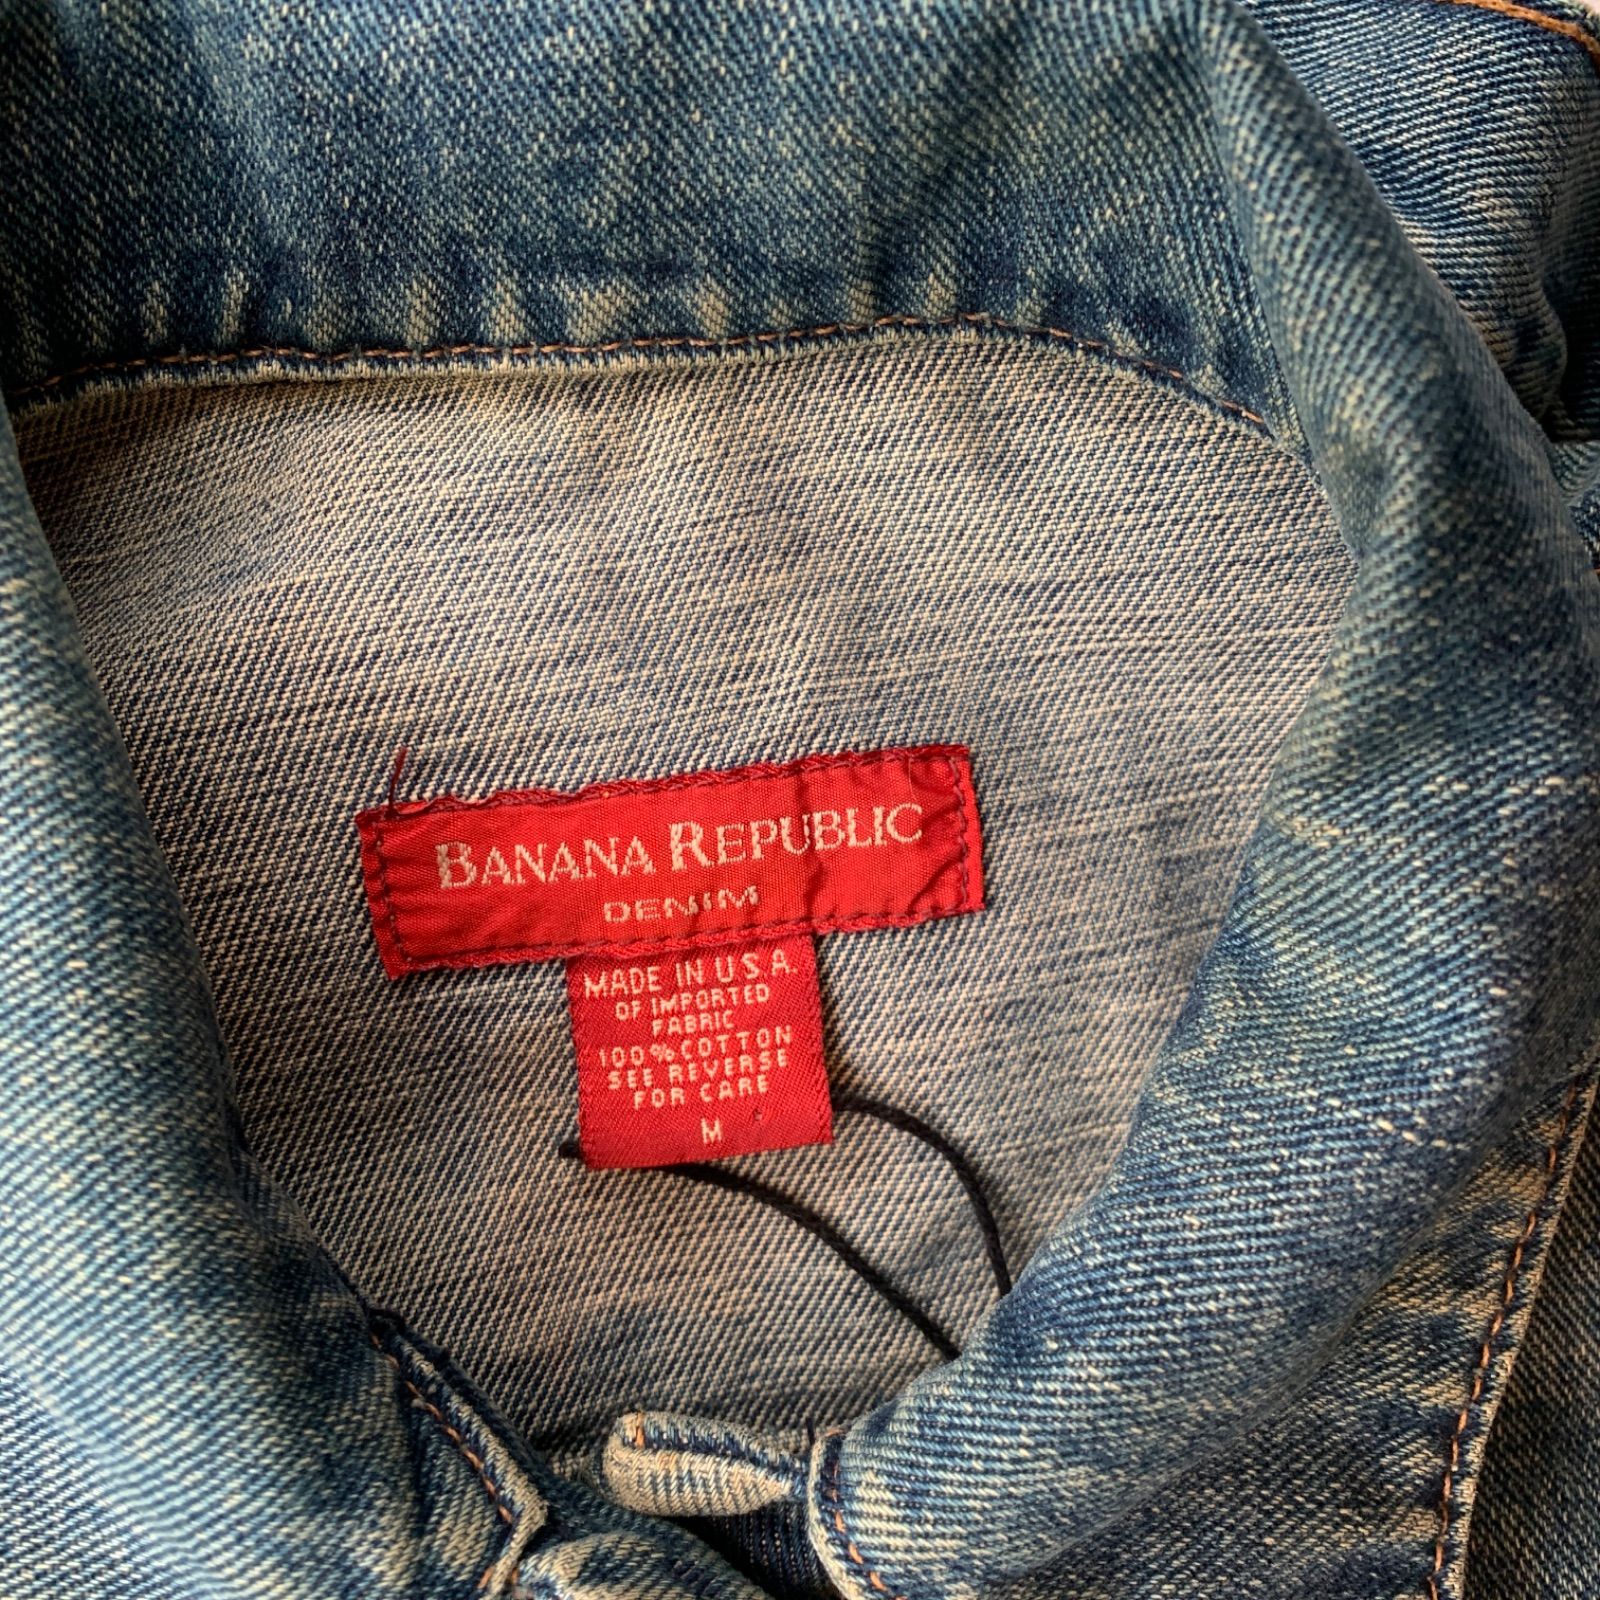 BANANA REPUBLIC
DENIM
MADE IN U.S.A.
OF IMPORTED
FABRIC
100% COTTON
SEE REVERSE
FOR CARE
M